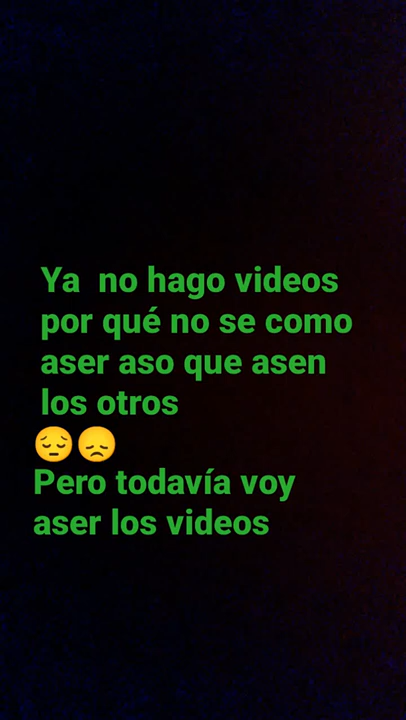 Ya no hago videos
por qué no se como
aser aso que asen
los otros
😔😞
Pero todavía voy
aser los videos